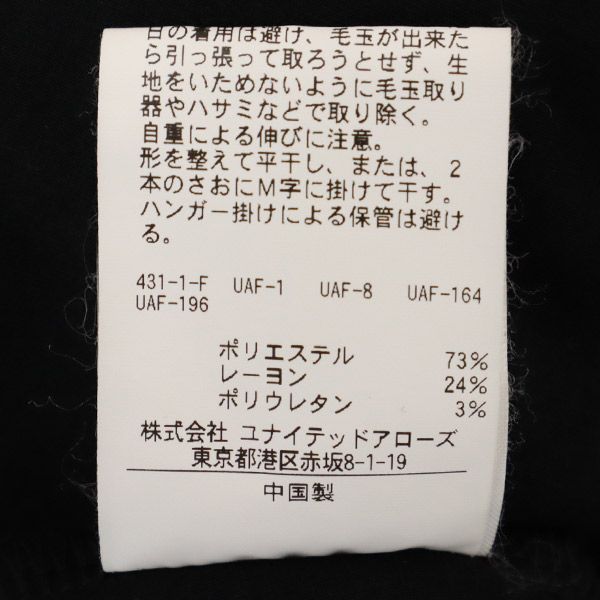 日の着用は避け、毛玉が出来た
ら引っ張って取ろうとせず、生
地をいためないように毛玉取り
器やハサミなどで取り除く。
自重による伸びに注意。
形を整えて平干し、または、2
本のさおにM字に掛けて干す。
ハンガー掛けによる保管は避け
る。
431-1-F UAF-1 UAF-8 UAF-164
UAF-196
ポリエステル 73%
レーヨン 24%
ポリウレタン 3%
株式会社 ユナイテッドアローズ
東京都港区赤坂8-1-19
中国製